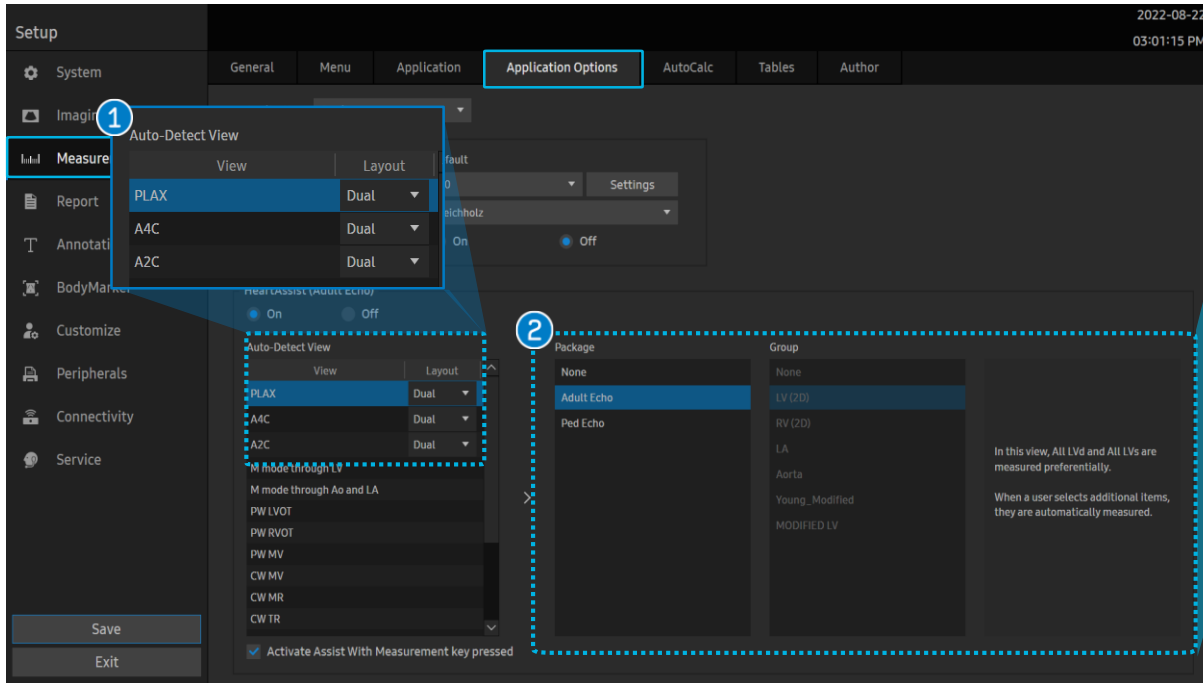 Setup
2022-08-22
03:01:15 PM
System
Imagin
Measure
Report
Annotati
BodyMarker
Customize
Peripherals
Connectivity
Service
Save
Exit
General Menu Application Application Options AutoCalc Tables Author
1
Auto-Detect View
View Layout
PLAX Dual
A4C Dual
A2C Dual
fault
0 Settings
eichholz
On Off
HeartAssist (Adult Echo)
On Off
2
Auto-Detect View
View Layout
PLAX Dual
A4C Dual
A2C Dual
M mode through LV
M mode through Ao and LA
PW LVOT
PW RVOT
PW MV
CW MV
CW MR
CW TR
Activate Assist With Measurement key pressed
Package
None
Adult Echo
Ped Echo
Group
None
LV (2D)
RV (2D)
LA
Aorta
Young_Modified
MODIFIED LV
In this view, All LVd and All LVs are
measured preferentially.
When a user selects additional items,
they are automatically measured.